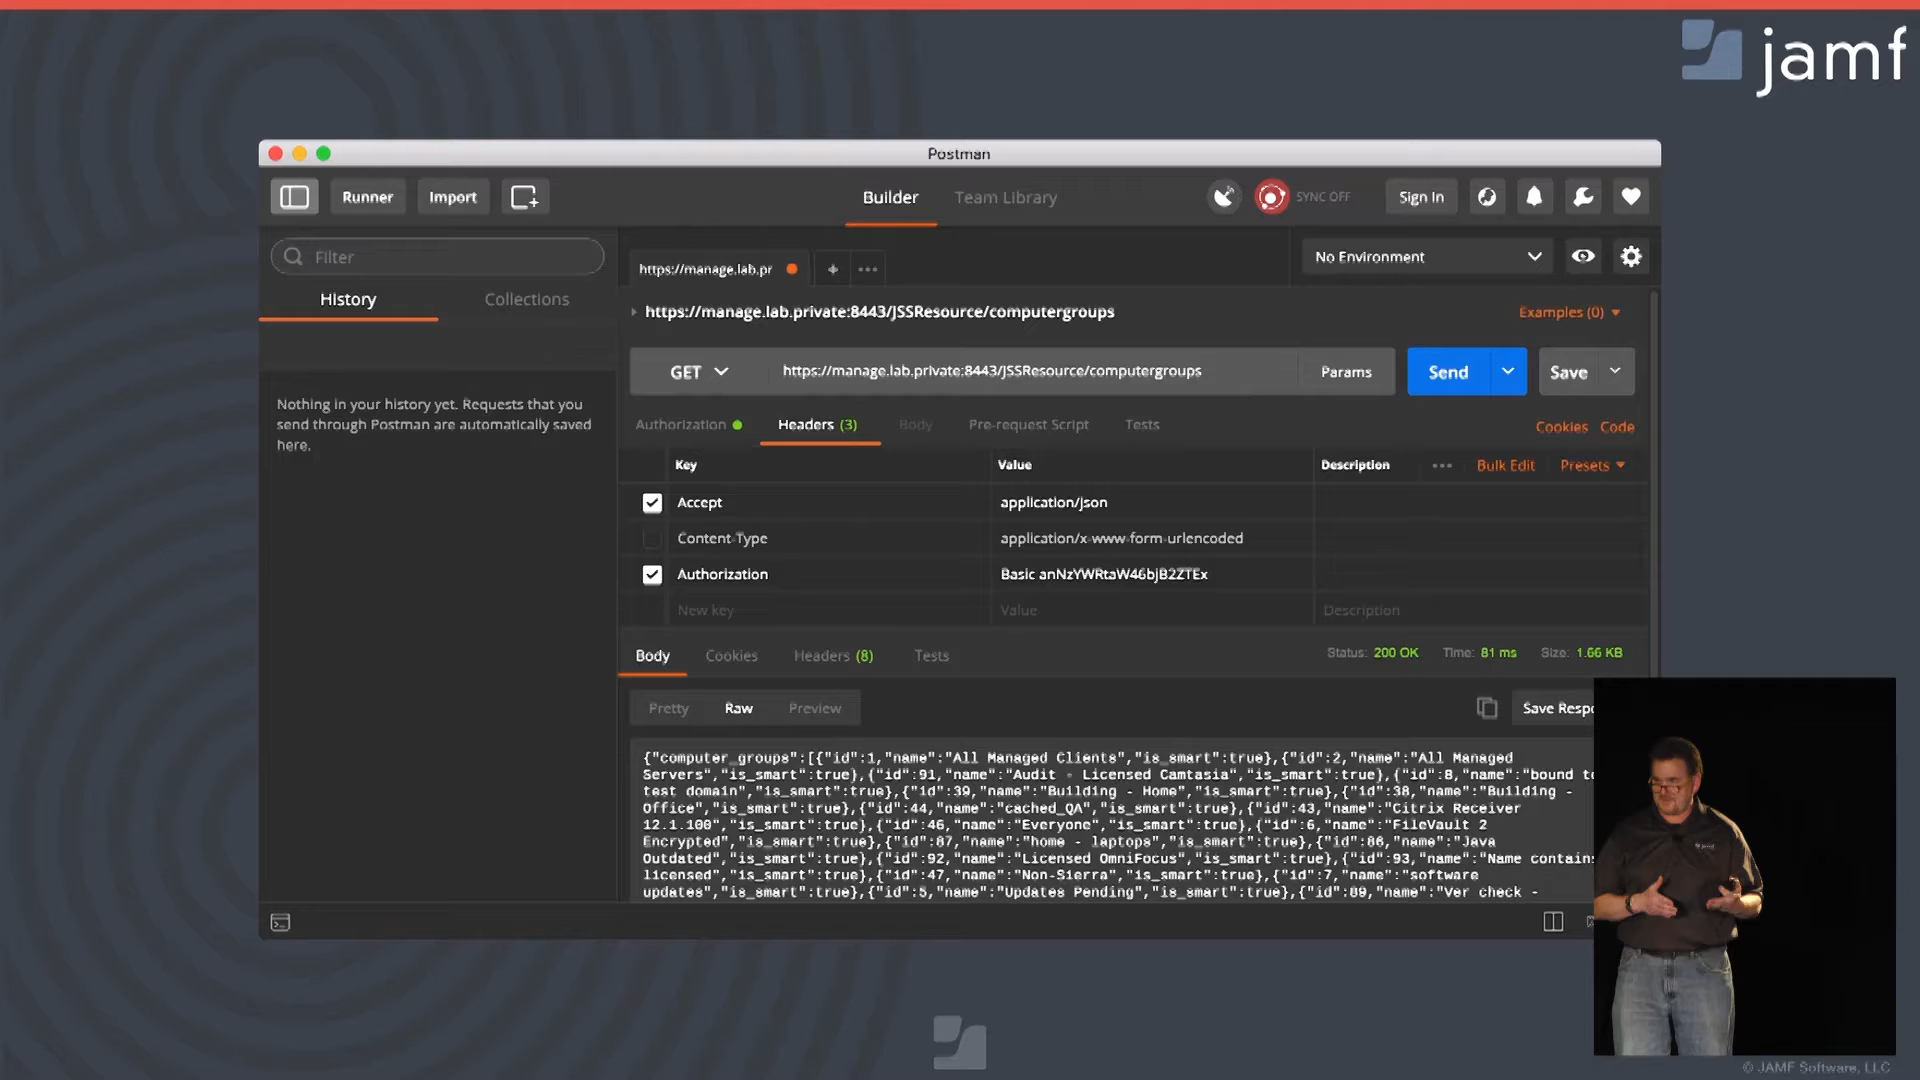 jamf
Postman
Runner
Import
Builder
Team Library
SYNC OFF
Sign In
Filter
History
Collections
Nothing in your history yet. Requests that you
send through Postman are automatically saved
here.
https://manage.lab.pr
No Environment
https://manage.lab.private:8443/JSSResource/computergroups
Examples (0)
GET
https://manage.lab.private:8443/JSSResource/computergroups
Params
Send
Save
Authorization
Headers (3)
Body
Pre-request Script
Tests
Cookies
Code
Key
Value
Description
Bulk Edit
Presets
Accept
application/json
Content-Type
application/x-www-form-urlencoded
Authorization
Basic anNzYWRtaW46bjB2ZTEx
New key
Value
Description
Body
Cookies
Headers (8)
Tests
Status: 200 OK
Time: 81 ms
Size: 1.66 KB
Pretty
Raw
Preview
Save Respo
{"computer_groups":[{"id":1,"name":"All Managed Clients","is_smart":true},{"id":2,"name":"All Managed
Servers","is_smart":true},{"id":91,"name":"Audit - Licensed Camtasia","is_smart":true},{"id":8,"name":"bound to
test domain","is_smart":true},{"id":39,"name":"Building - Home","is_smart":true},{"id":38,"name":"Building -
Office","is_smart":true},{"id":44,"name":"cached_QA","is_smart":true},{"id":43,"name":"Citrix Receiver
12.1.100","is_smart":true},{"id":46,"name":"Everyone","is_smart":true},{"id":6,"name":"FileVault 2
Encrypted","is_smart":true},{"id":87,"name":"home - laptops","is_smart":true},{"id":86,"name":"Java
Outdated","is_smart":true},{"id":92,"name":"Licensed OmniFocus","is_smart":true},{"id":93,"name":"Name contains
licensed","is_smart":true},{"id":47,"name":"Non-Sierra","is_smart":true},{"id":7,"name":"software
updates","is_smart":true},{"id":5,"name":"Updates Pending","is_smart":true},{"id":89,"name":"Ver check -
© JAMF Software, LLC